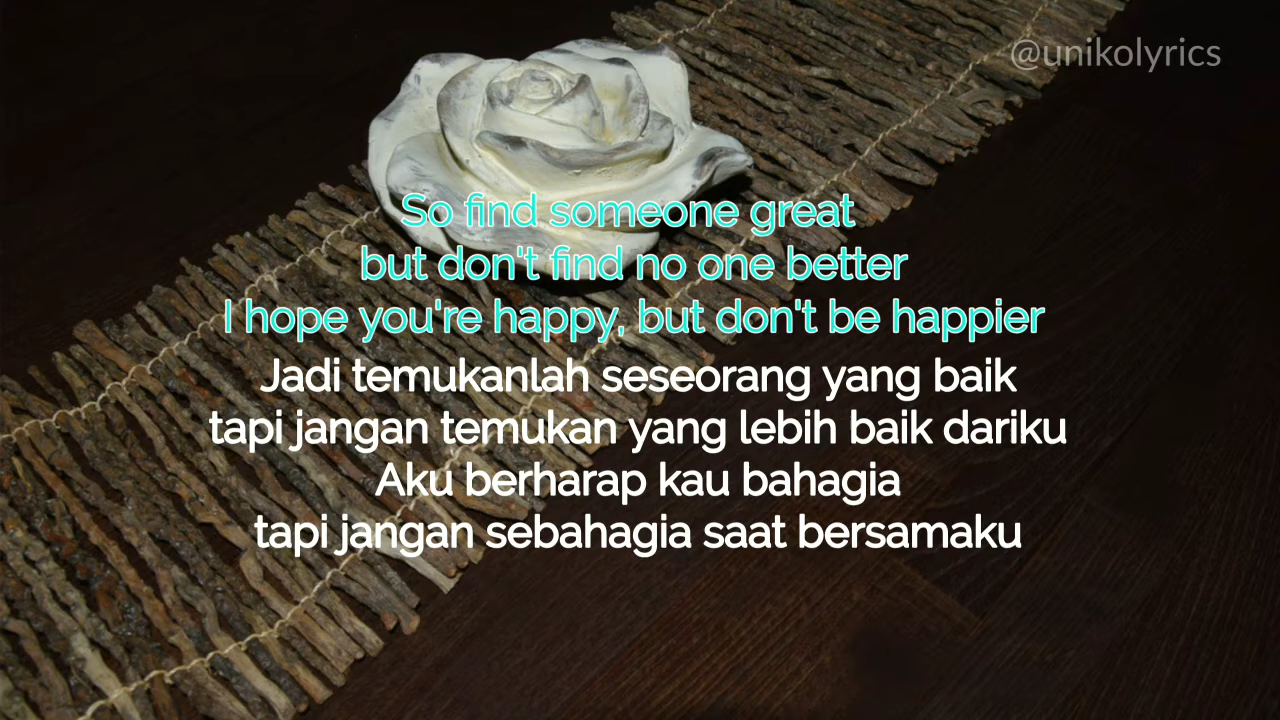 @unikolyrics
So find someone great
but don't find no one better
I hope you're happy, but don't be happier
Jadi temukanlah seseorang yang baik
tapi jangan temukan yang lebih baik dariku
Aku berharap kau bahagia
tapi jangan sebahagia saat bersamaku